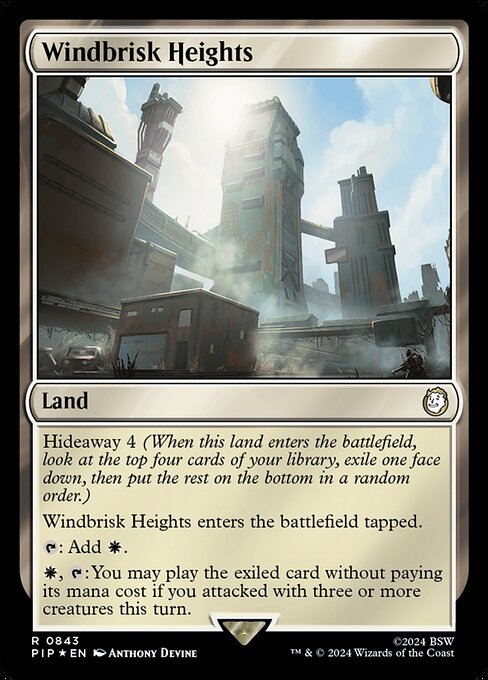 Windbrisk Heights
Land
Hideaway 4 (When this land enters the battlefield,
look at the top four cards of your library, exile one face
down, then put the rest on the bottom in a random
order.)
Windbrisk Heights enters the battlefield tapped.
: Add .
, :You may play the exiled card without paying
its mana cost if you attacked with three or more
creatures this turn.
R 0843
PIP★EN Anthony Devine
©2024 BSW
™ & © 2024 Wizards of the Coast